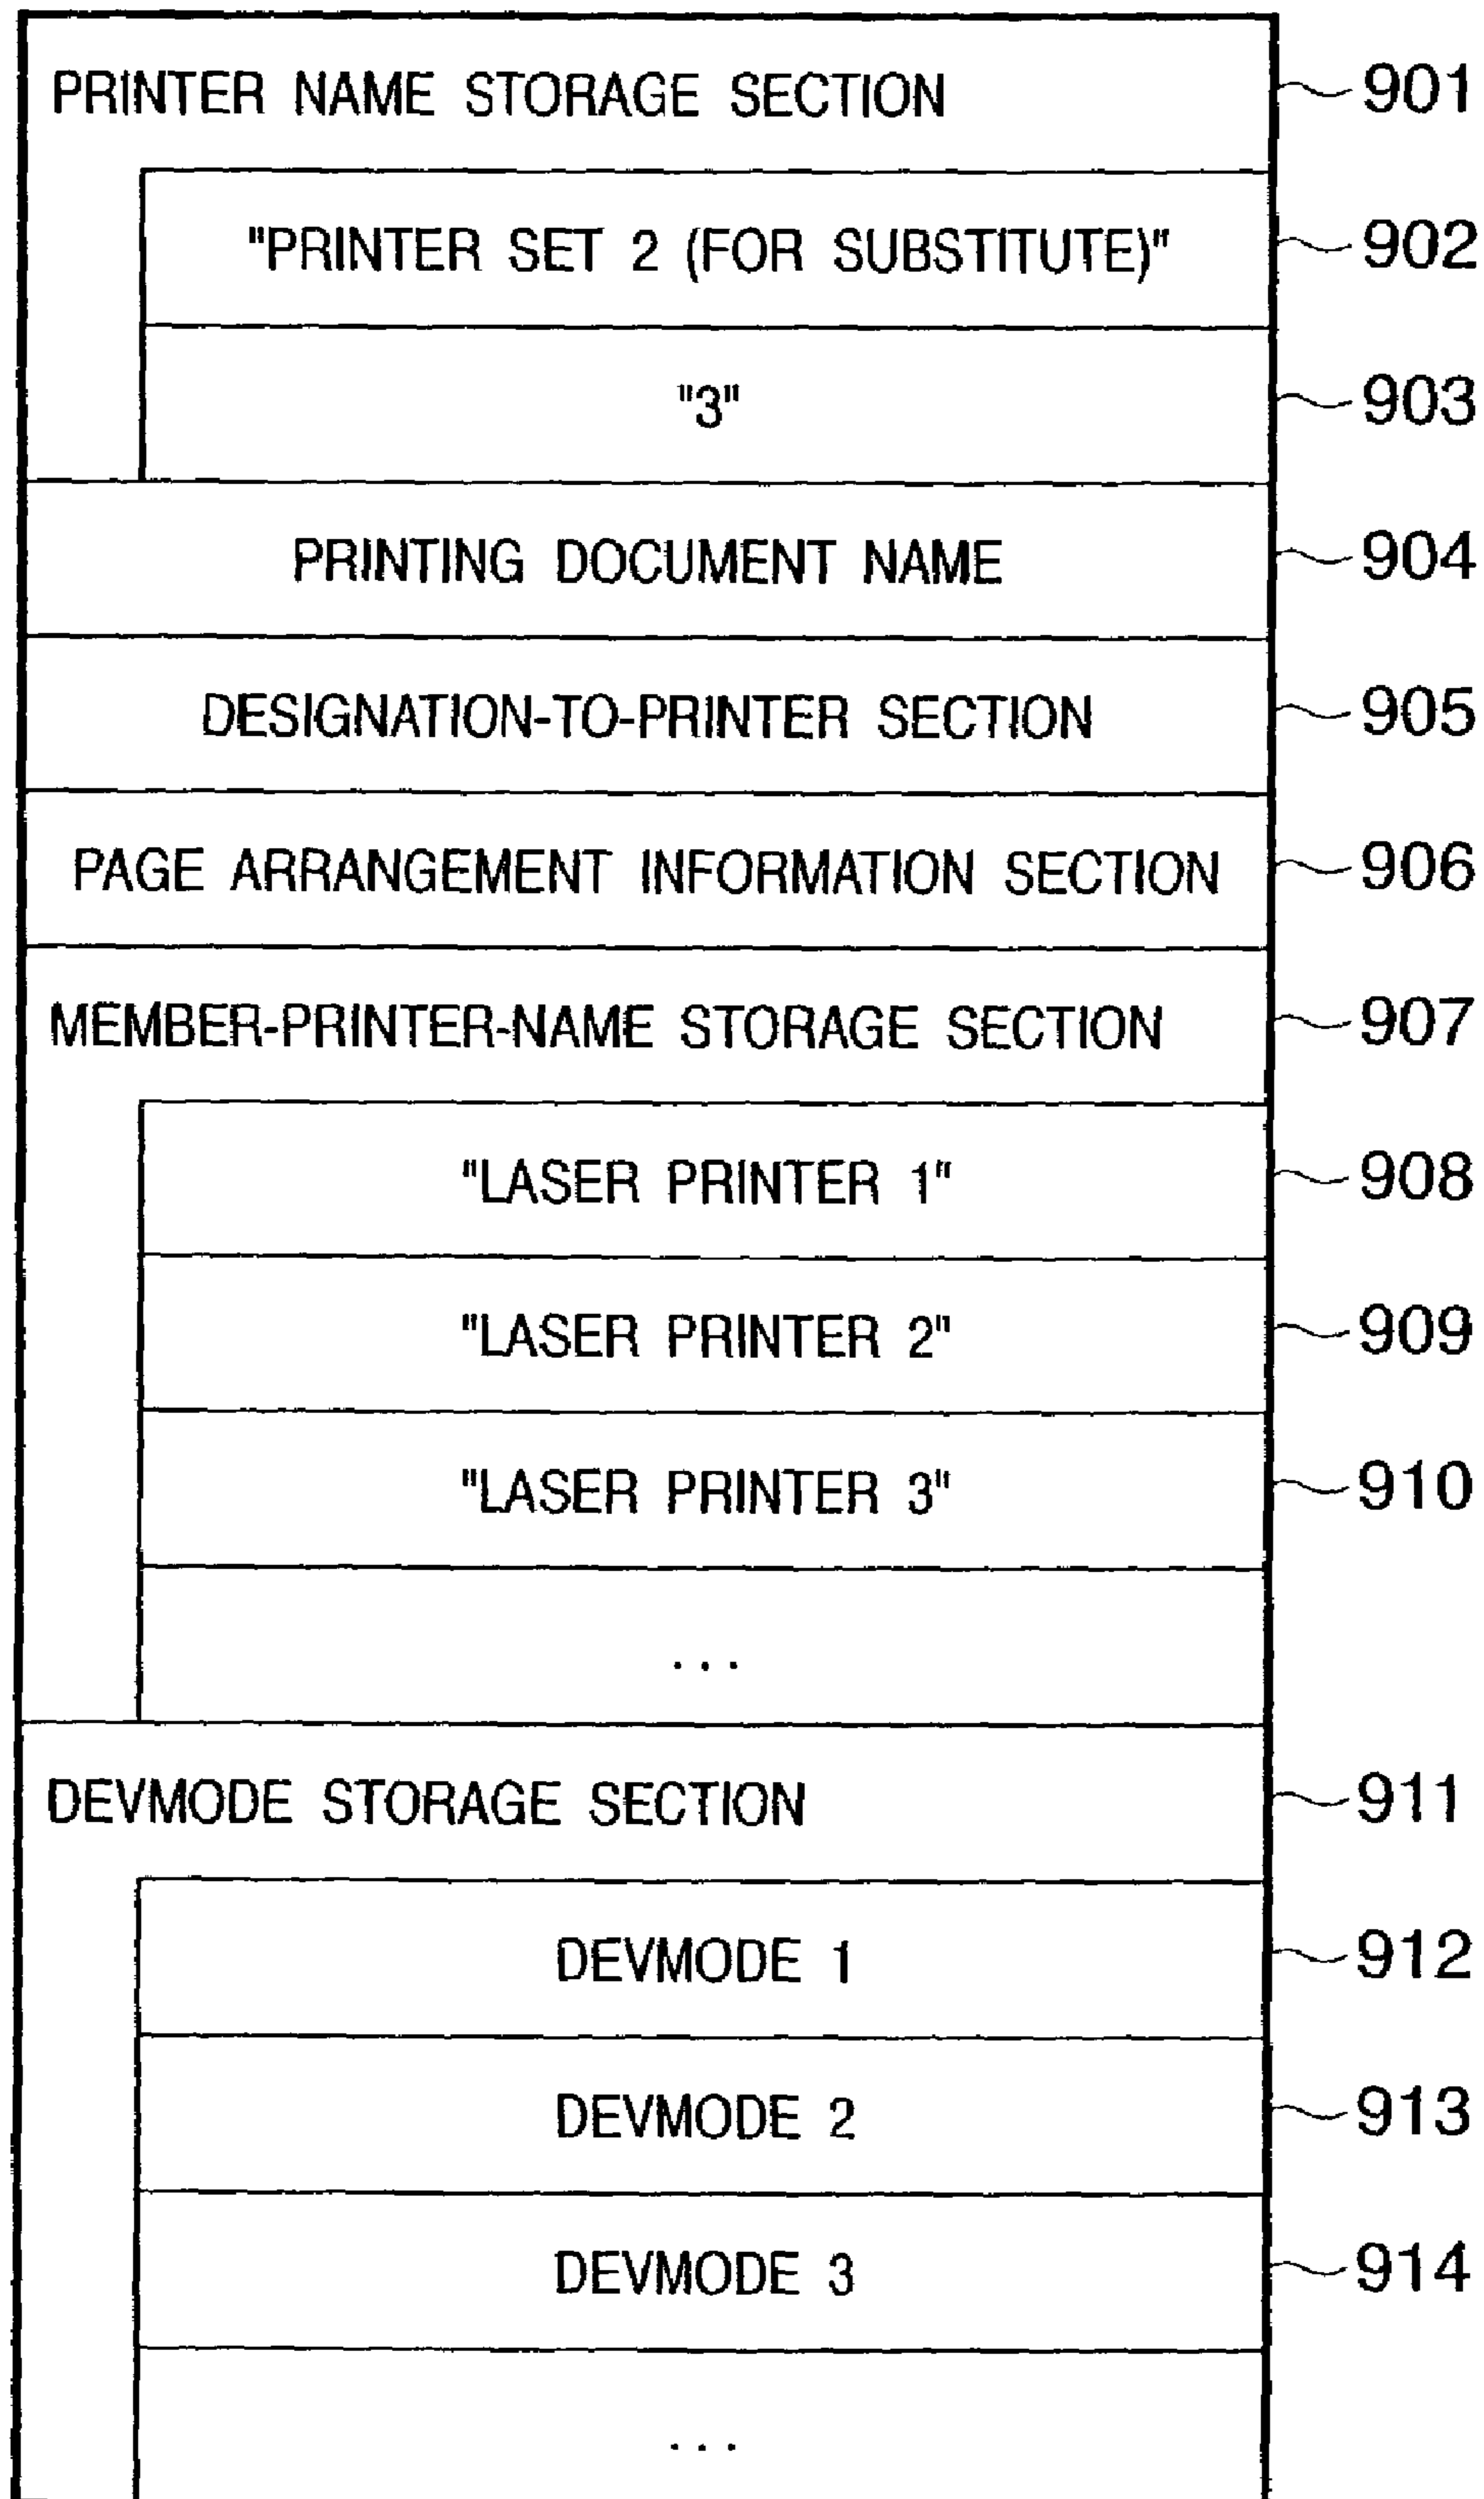 PRINTER NAME STORAGE SECTION 901
"PRINTER SET 2 (FOR SUBSTITUTE)" 902
"3" 903
PRINTING DOCUMENT NAME 904
DESIGNATION-TO-PRINTER SECTION 905
PAGE ARRANGEMENT INFORMATION SECTION 906
MEMBER-PRINTER-NAME STORAGE SECTION 907
"LASER PRINTER 1" 908
"LASER PRINTER 2" 909
"LASER PRINTER 3" 910
...
DEVMODE STORAGE SECTION 911
DEVMODE 1 912
DEVMODE 2 913
DEVMODE 3 914
...